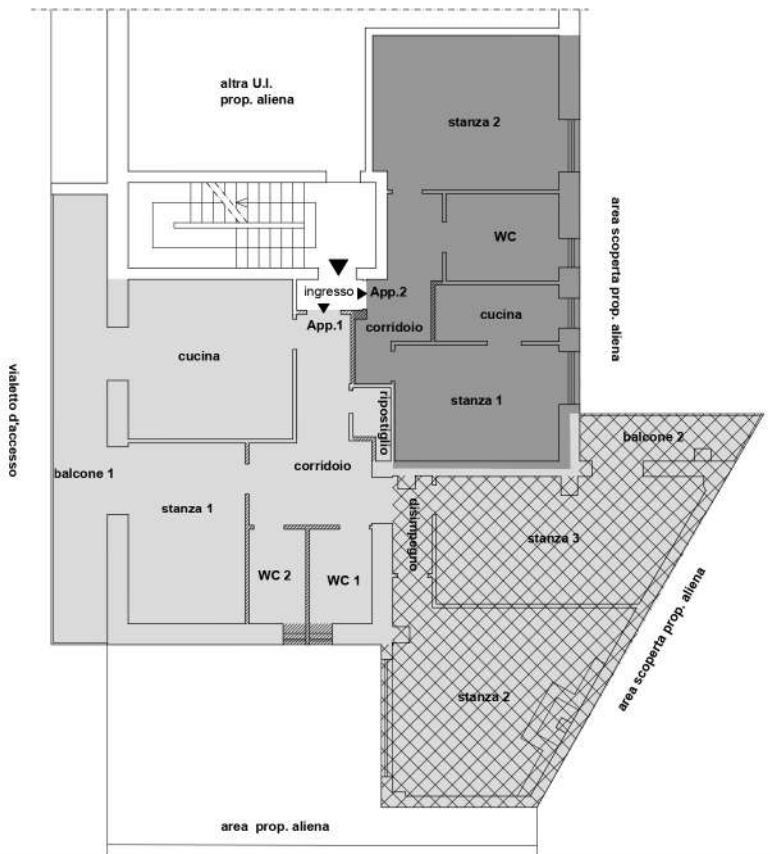 altra U.I.
prop. aliena
stanza 2
WC
area scoperta prop. aliena
ingresso
App.2
App.1
corridoio
cucina
cucina
stanza 1
ripostiglio
vialetto d'accesso
balcone 1
stanza 1
corridoio
balcone 2
disimpegno
stanza 3
WC 2
WC 1
stanza 2
area scoperta prop. aliena
area prop. aliena